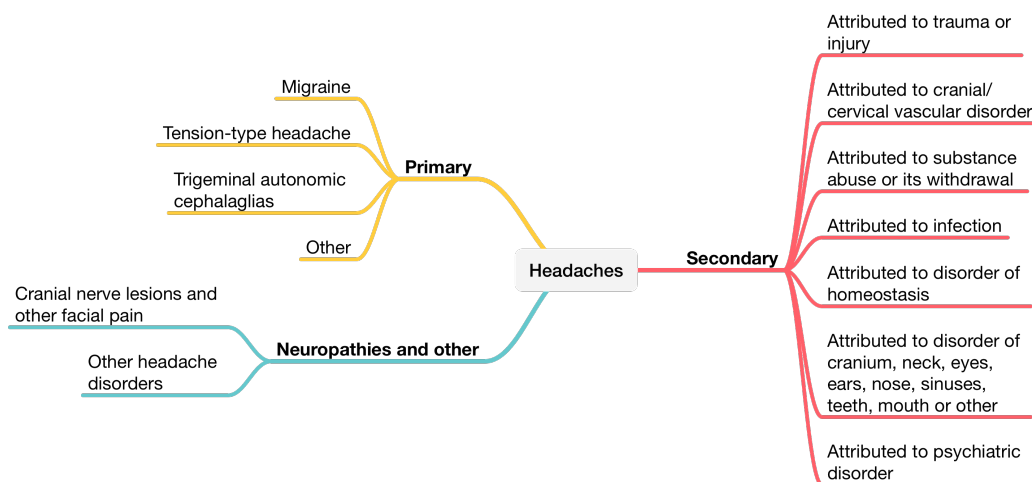 Headaches
Primary
Migraine
Tension-type headache
Trigeminal autonomic
cephalaglias
Other
Neuropathies and other
Cranial nerve lesions and
other facial pain
Other headache
disorders
Secondary
Attributed to trauma or
injury
Attributed to cranial/
cervical vascular disorder
Attributed to substance
abuse or its withdrawal
Attributed to infection
Attributed to disorder of
homeostasis
Attributed to disorder of
cranium, neck, eyes,
ears, nose, sinuses,
teeth, mouth or other
Attributed to psychiatric
disorder